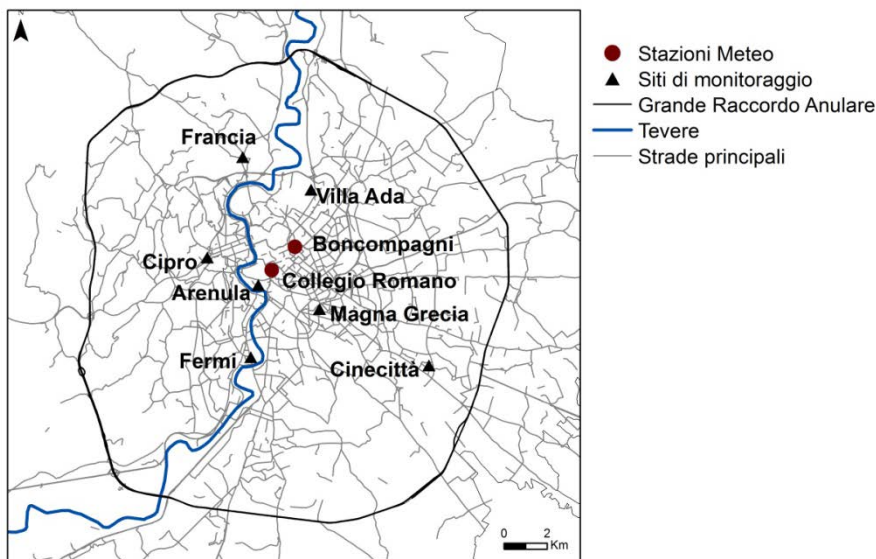 Francia
Villa Ada
Boncompagni
Cipro
Collegio Romano
Arenula
Magna Grecia
Fermi
Cinecittà
0 2
Km
Stazioni Meteo
Siti di monitoraggio
Grande Raccordo Anulare
Tevere
Strade principali